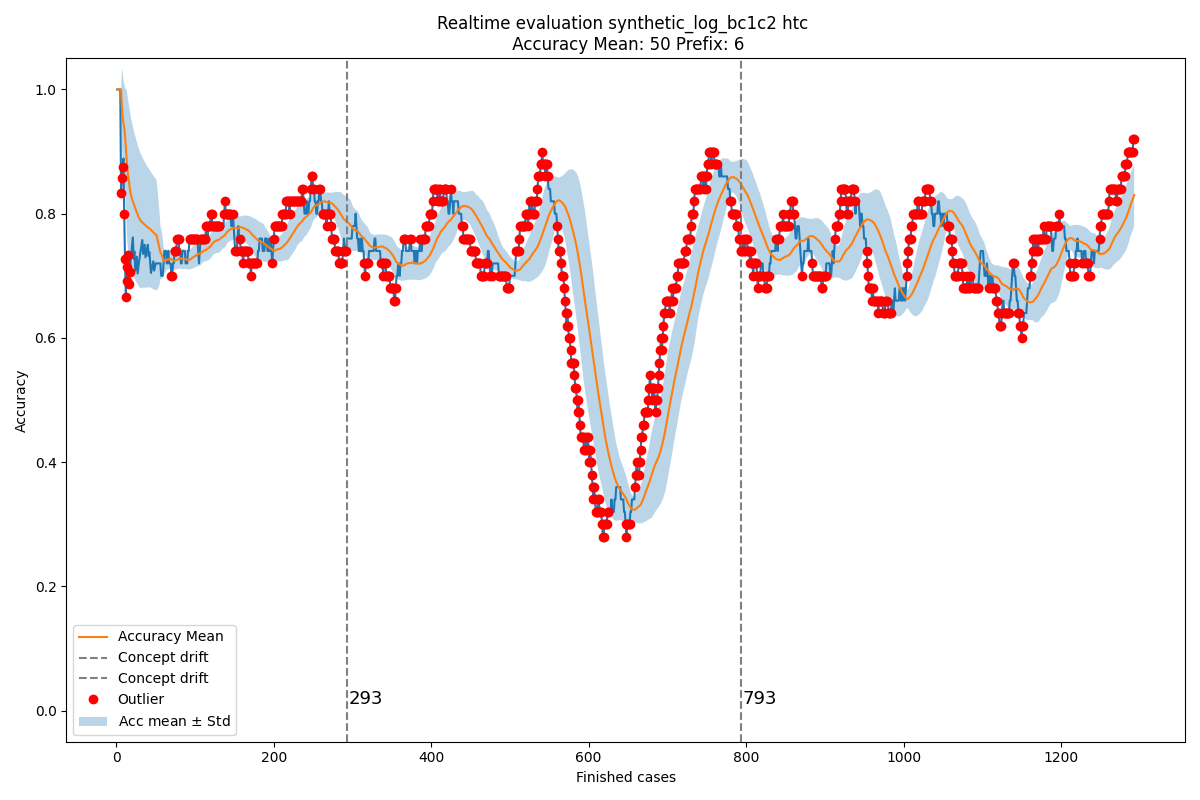 Realtime evaluation synthetic_log_bc1c2 htc
Accuracy Mean: 50 Prefix: 6
1.0
0.8
0.6
0.4
0.2
0.0
Accuracy
Accuracy Mean
Concept drift
Concept drift
Outlier
Acc mean ± Std
293
793
0
200
400
600
800
1000
1200
Finished cases